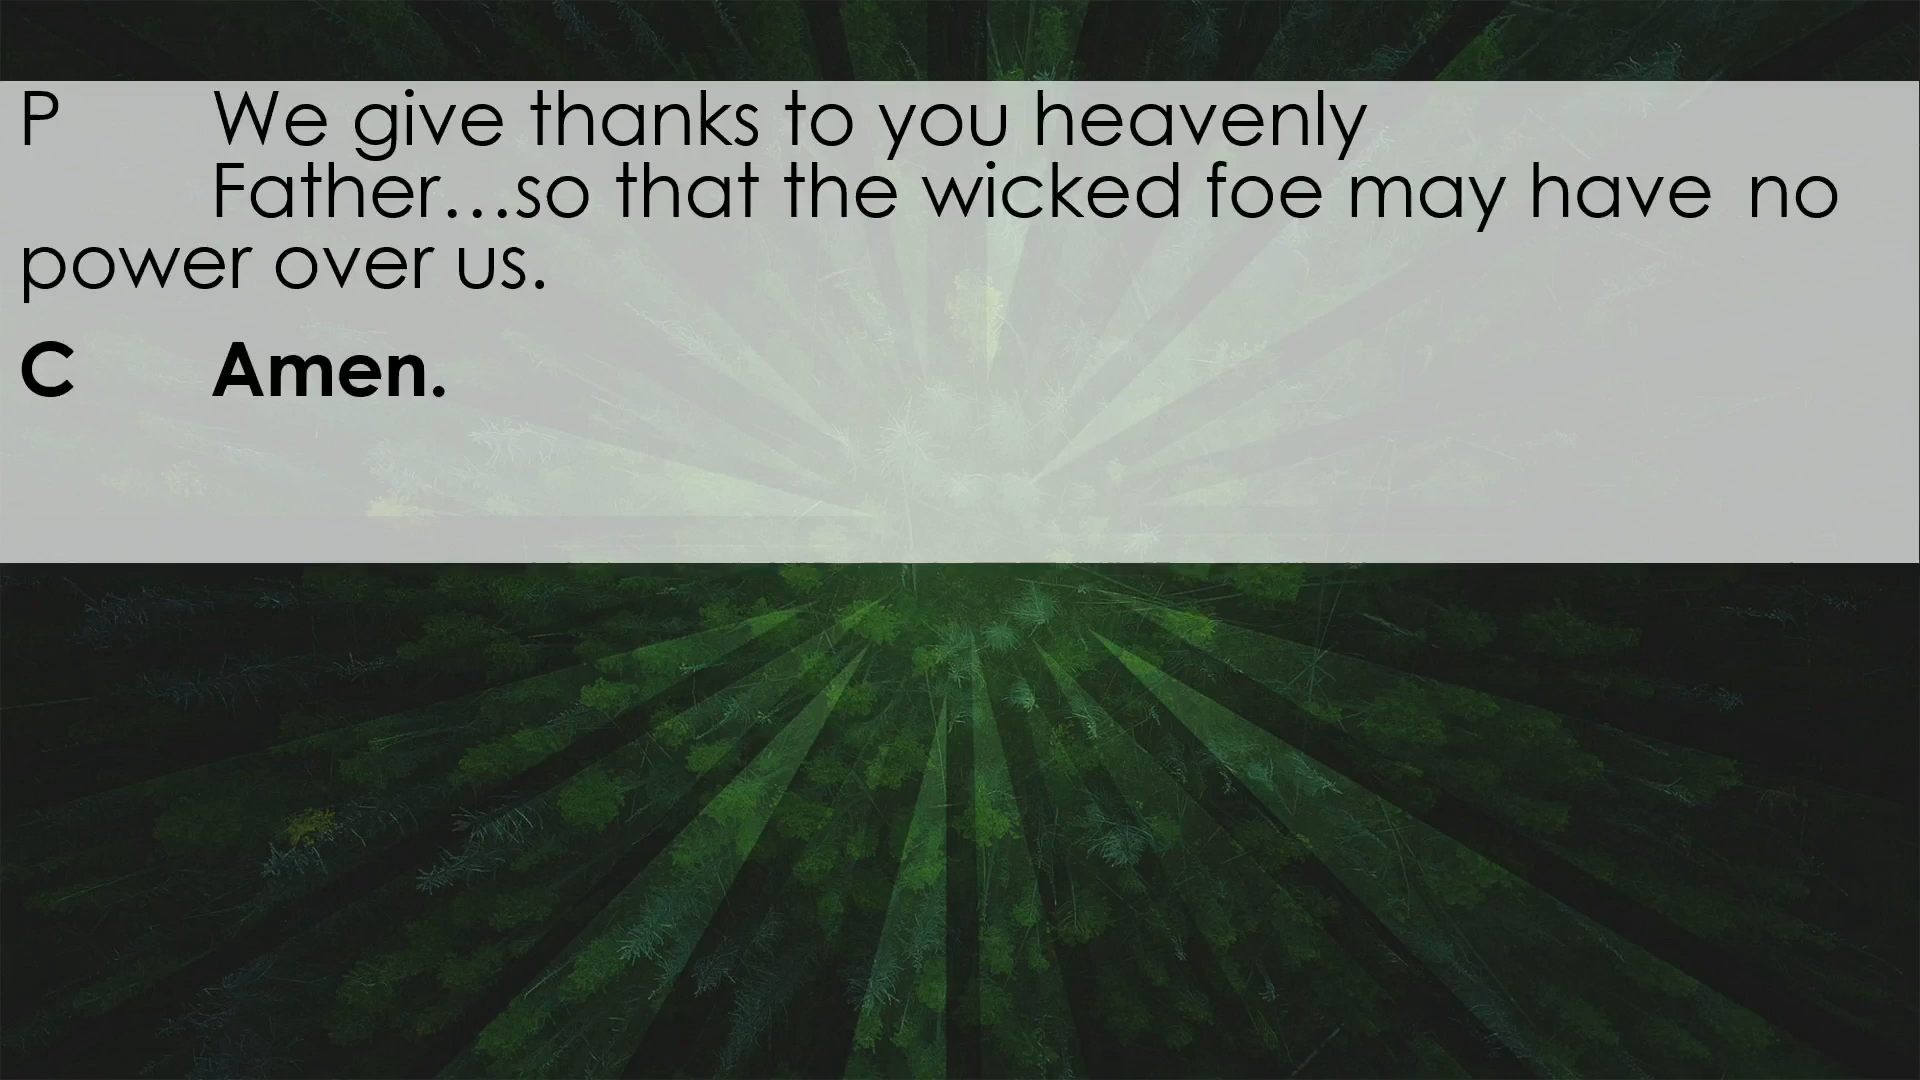 P We give thanks to you heavenly
Father…so that the wicked foe may have no
power over us.
C Amen.